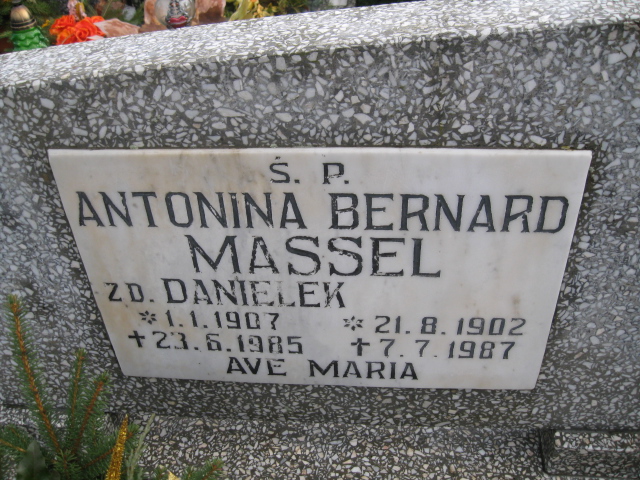 Ś. P.
ANTONINA BERNARD
MASSEL
ZD. DANIELEK
*1.1.1907 *21.8.1902
+23.6.1985 +7.7.1987
AVE MARIA